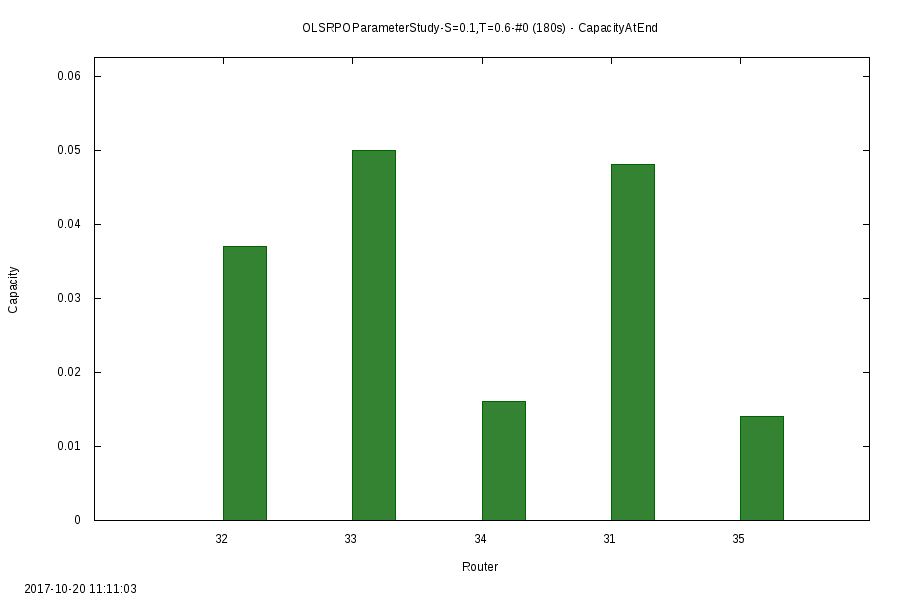 OLSRPOParameterStudy-S=0.1,T=0.6-#0 (180s) - CapacityAtEnd
0.06
0.05
0.04
0.03
0.02
0.01
0
Capacity
32 33 34 31 35
Router
2017-10-20 11:11:03